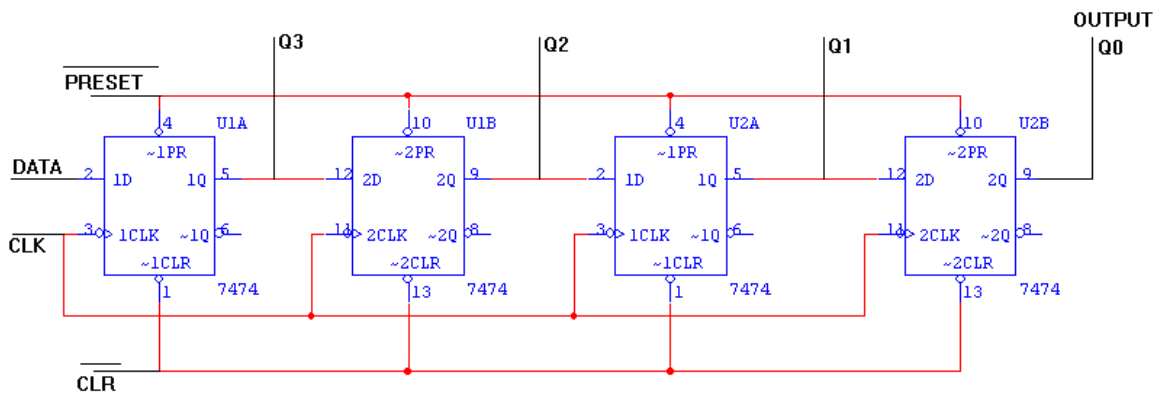 OUTPUT
Q3
Q2
Q1
Q0
PRESET
4 U1A
10 U1B
4 U2A
10 U2B
~1PR
~2PR
~1PR
~2PR
DATA
2 1D 1Q 5
12 2D 2Q 9
2 1D 1Q 5
12 2D 2Q 9
CLK
3 1CLK ~1Q 6
11 2CLK ~2Q 8
3 1CLK ~1Q 6
11 2CLK ~2Q 8
~1CLR
~2CLR
~1CLR
~2CLR
1 7474
13 7474
1 7474
13 7474
CLR